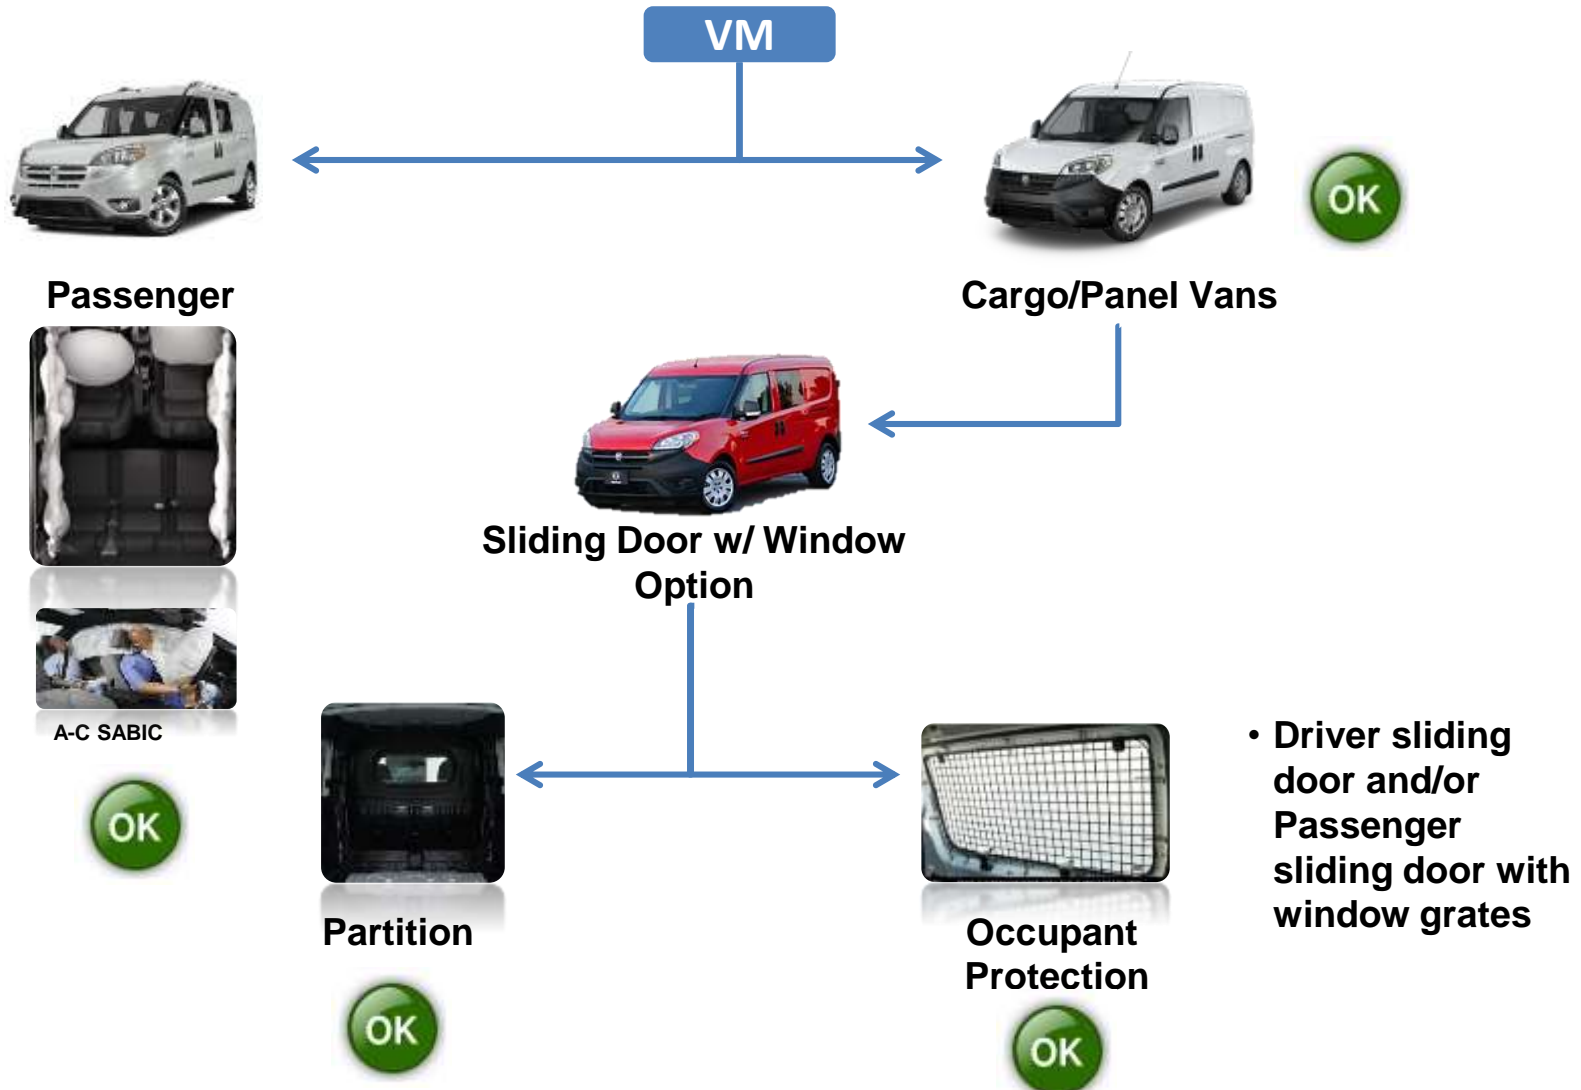 VM
OK
Passenger
Cargo/Panel Vans
Sliding Door w/ Window
Option
A-C SABIC
• Driver sliding
door and/or
Passenger
sliding door with
window grates
OK
Partition
Occupant
Protection
OK
OK